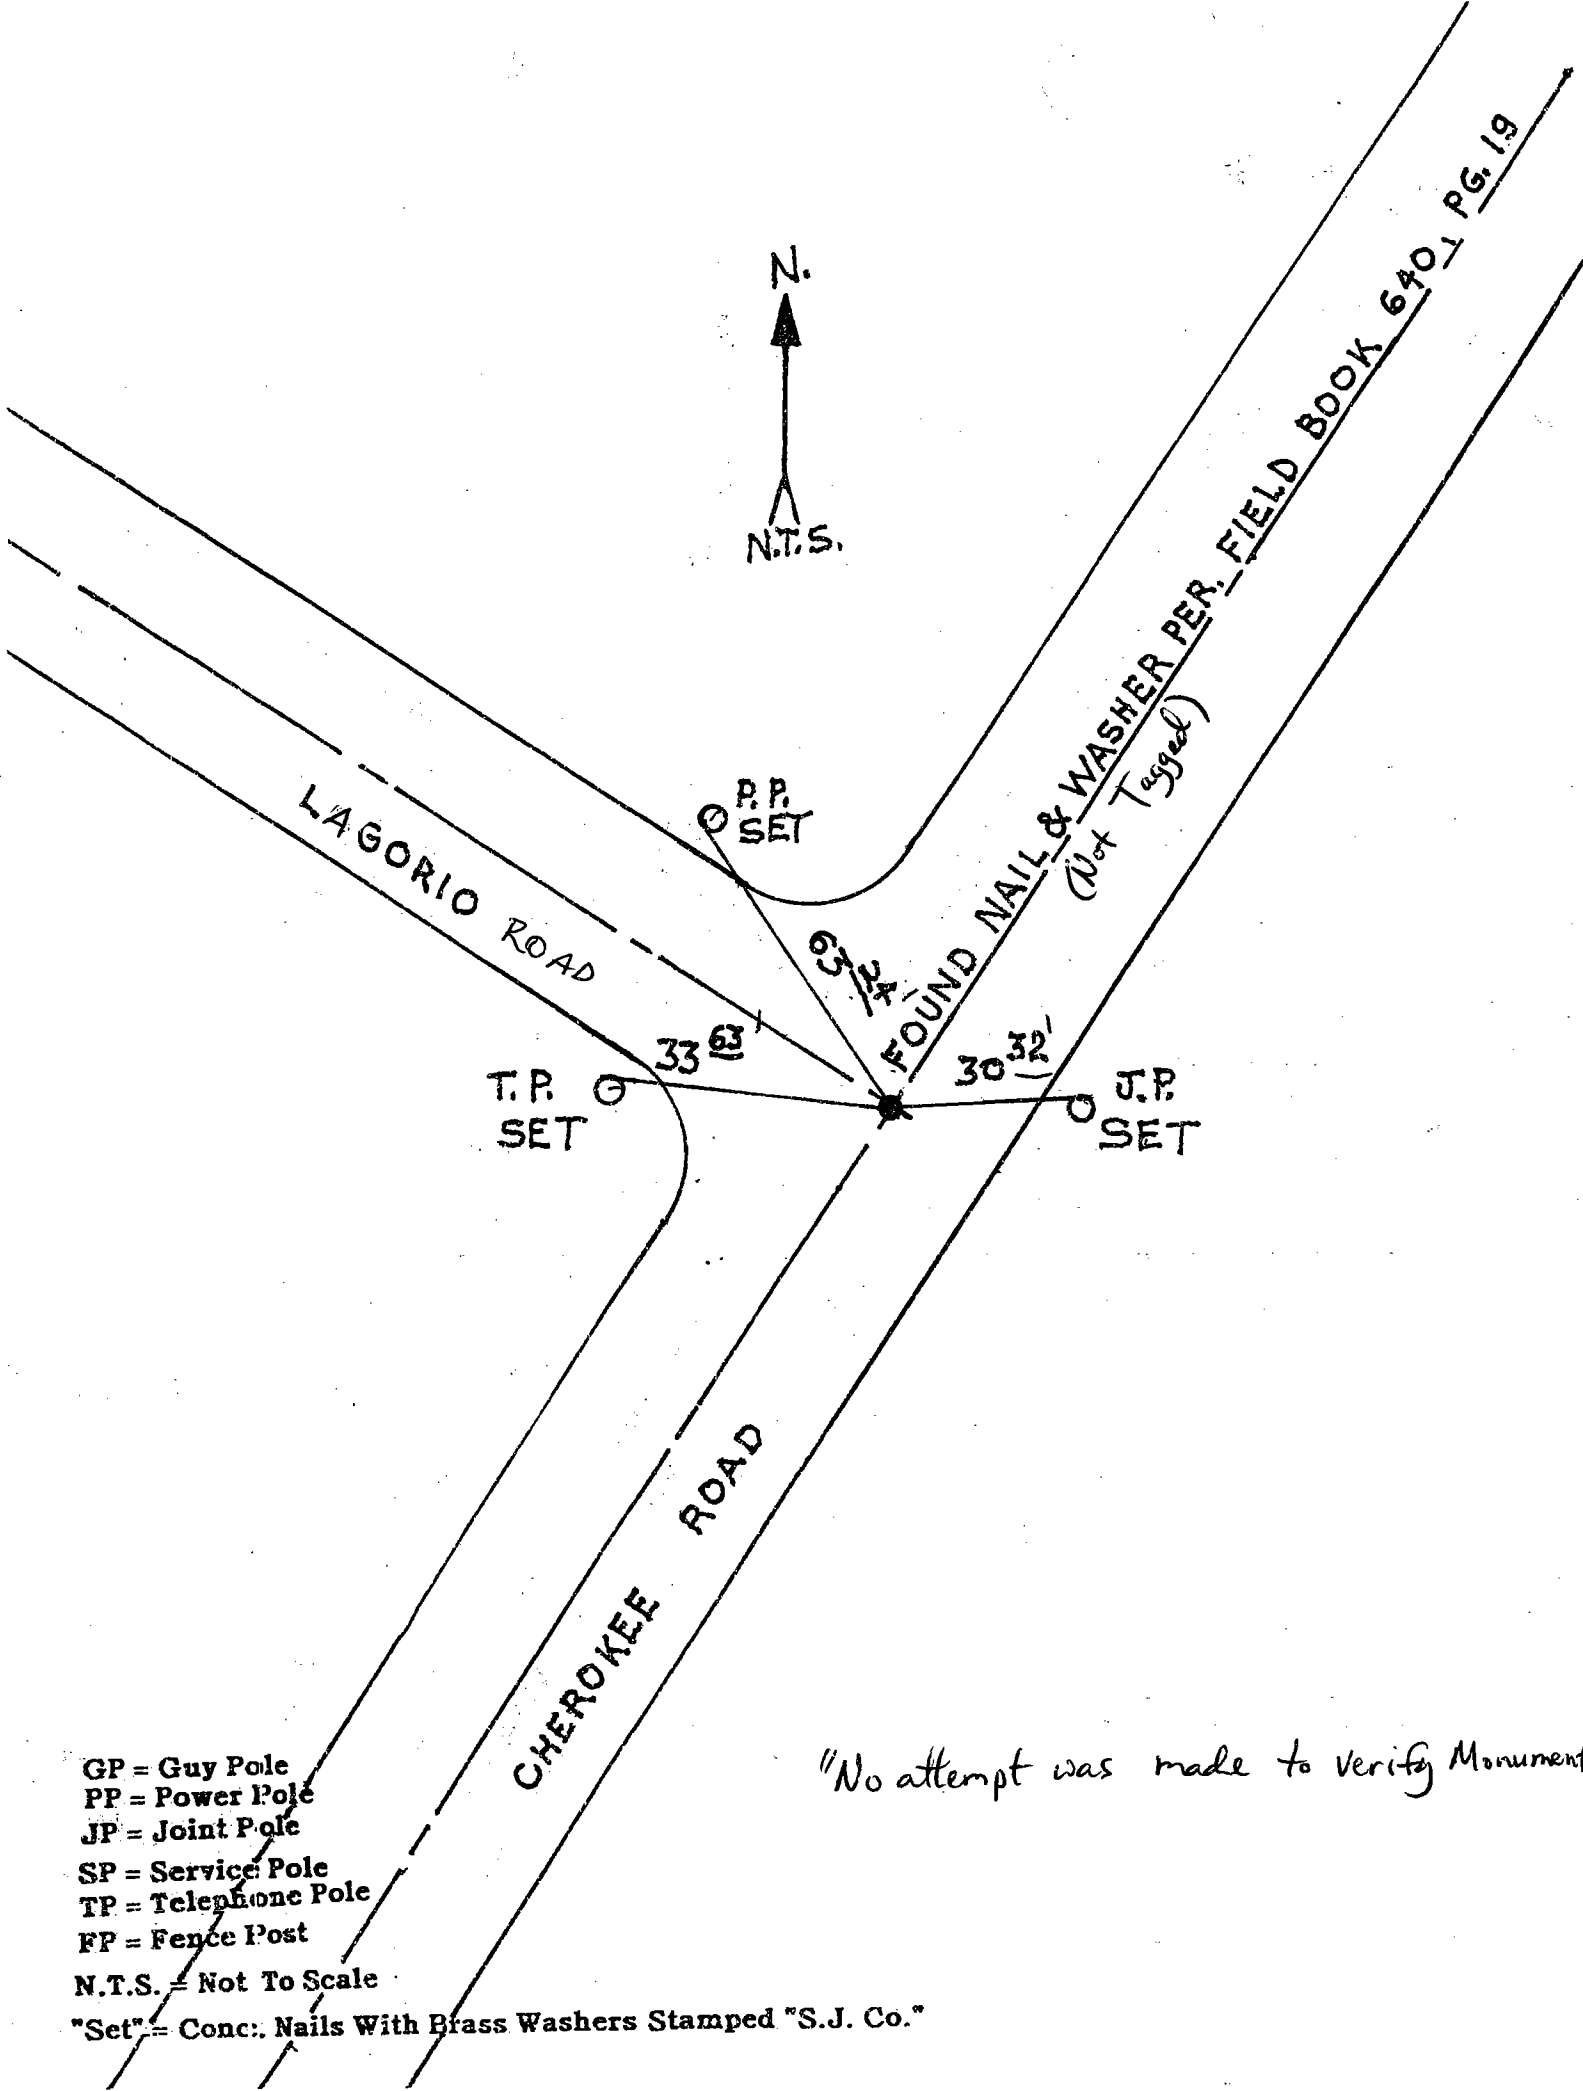 N.
N.T.S.
FOUND NAIL & WASHER PER. FIELD BOOK 640, PG. 19
(Not Tagged)
P.P.
SET
LAGORIO ROAD
63 24'
33 63'
30 32'
T.P.
SET
J.P.
SET
CHEROKEE ROAD
"No attempt was made to verify Monument
GP = Guy Pole
PP = Power Pole
JP = Joint Pole
SP = Service Pole
TP = Telephone Pole
FP = Fence Post
N.T.S. = Not To Scale
"Set" = Conc. Nails With Brass Washers Stamped "S.J. Co."